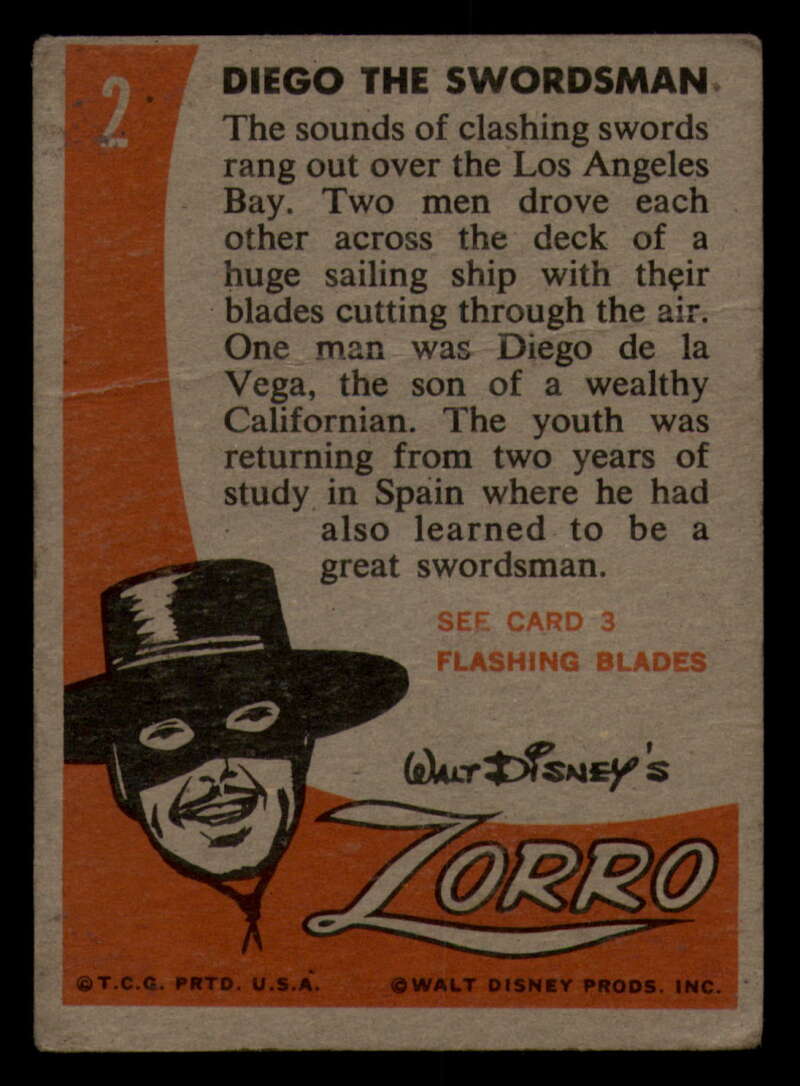 2
DIEGO THE SWORDSMAN
The sounds of clashing swords
rang out over the Los Angeles
Bay. Two men drove each
other across the deck of a
huge sailing ship with their
blades cutting through the air.
One man was Diego de la
Vega, the son of a wealthy
Californian. The youth was
returning from two years of
study in Spain where he had
also learned to be a
great swordsman.
SEE CARD 3
FLASHING BLADES
WALT DISNEY'S
ZORRO
©T.C.G. PRTD. U.S.A.
©WALT DISNEY PRODS. INC.